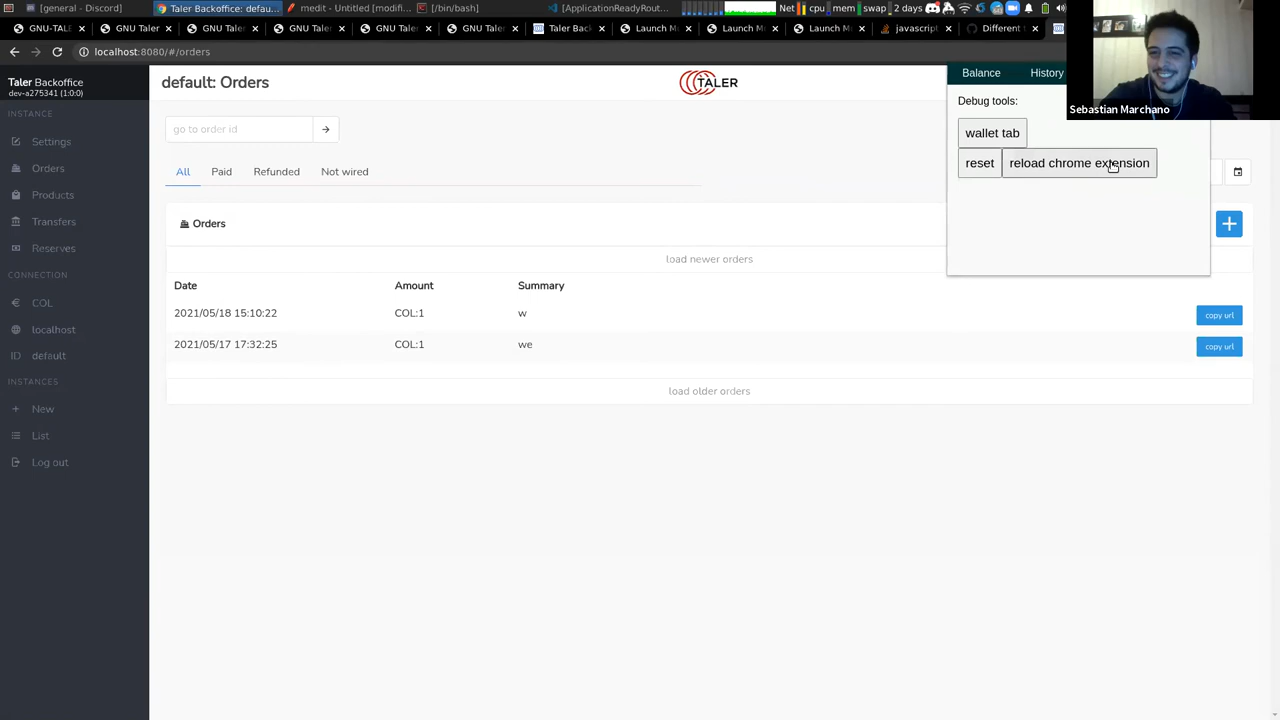 [general - Discord]
Taler Backoffice: defau...
medit - Untitled [modifi...
[/bin/bash]
[ApplicationReadyRout...
Net
cpu
mem
swap
2 days
GNU-TALE
GNU Taler
GNU Taler
GNU Taler
GNU Taler
GNU Taler
Taler Back
Launch M
Launch M
Launch M
javascript
Different
localhost:8080/#/orders
Taler Backoffice
dev-a275341 (1:0:0)
INSTANCE
Settings
Orders
Products
Transfers
Reserves
CONNECTION
COL
localhost
ID default
INSTANCES
New
List
Log out
default: Orders
TALER
go to order id
All
Paid
Refunded
Not wired
Orders
load newer orders
Date Amount Summary
2021/05/18 15:10:22 COL:1 w copy url
2021/05/17 17:32:25 COL:1 we copy url
load older orders
Balance History
Debug tools:
wallet tab
reset reload chrome extension
Sebastian Marchano